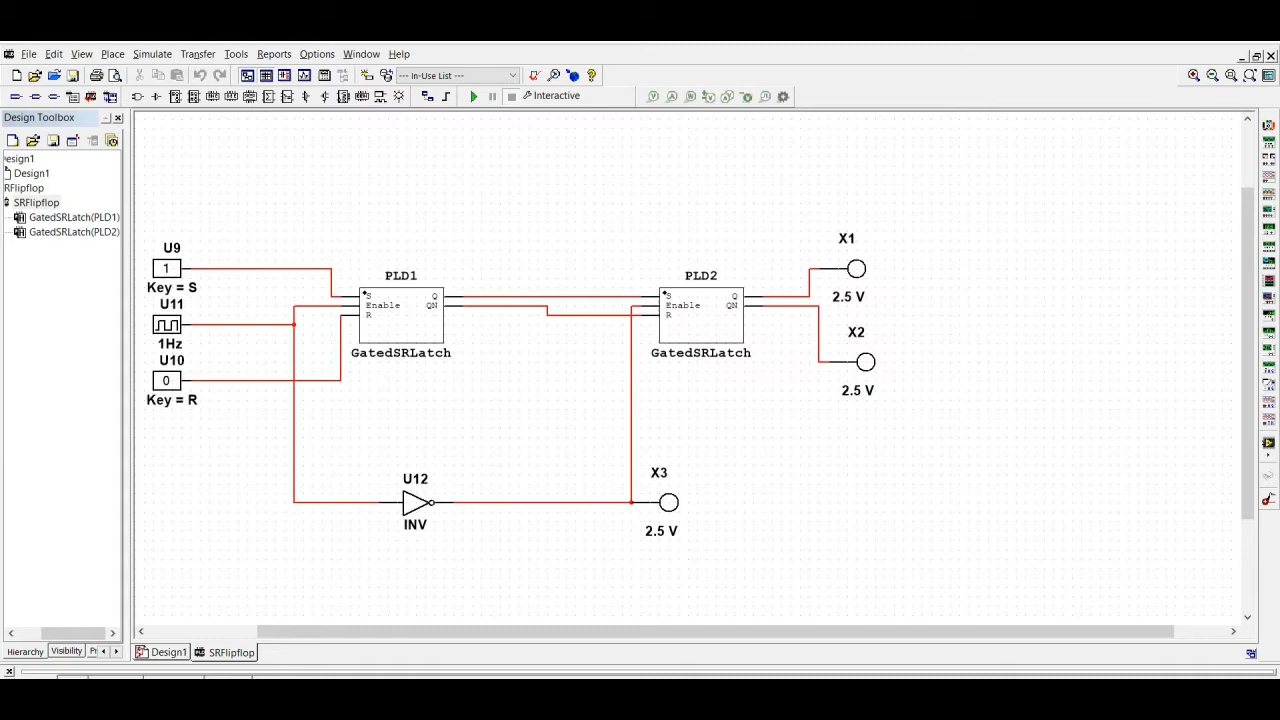 File Edit View Place Simulate Transfer Tools Reports Options Window Help
--- In-Use List ---
Interactive
Design Toolbox
esign1
Design1
RFlipflop
SRFlipflop
GatedSRLatch(PLD1)
GatedSRLatch(PLD2)
U9
1
Key = S
U11
1Hz
U10
0
Key = R
PLD1
S Q
Enable QN
R
GatedSRLatch
PLD2
S Q
Enable QN
R
GatedSRLatch
X1
2.5 V
X2
2.5 V
U12
INV
X3
2.5 V
Hierarchy Visibility Pr
Design1 SRFlipflop